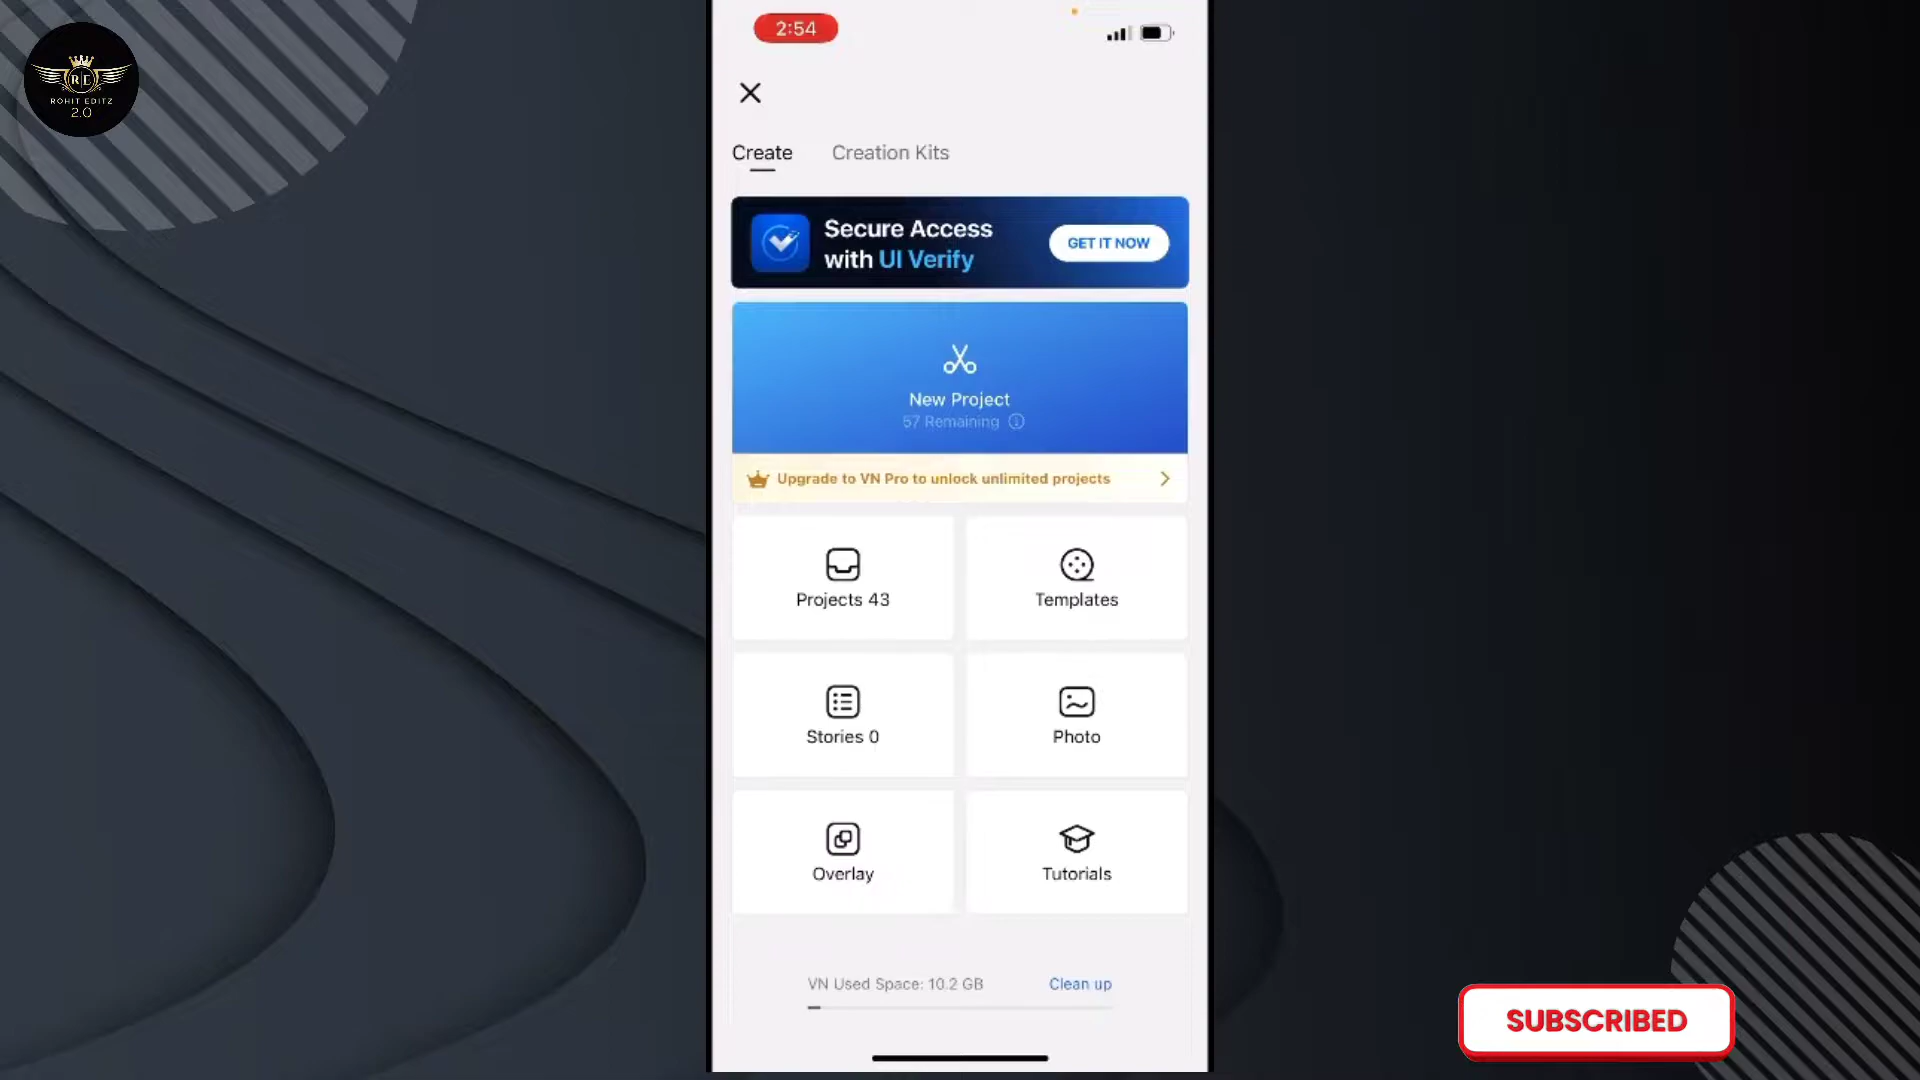 2:54
R E
ROHIT EDITZ
2.0
Create
Creation Kits
Secure Access
with UI Verify
GET IT NOW
New Project
57 Remaining
Upgrade to VN Pro to unlock unlimited projects
Projects 43
Templates
Stories 0
Photo
Overlay
Tutorials
VN Used Space: 10.2 GB
Clean up
SUBSCRIBED